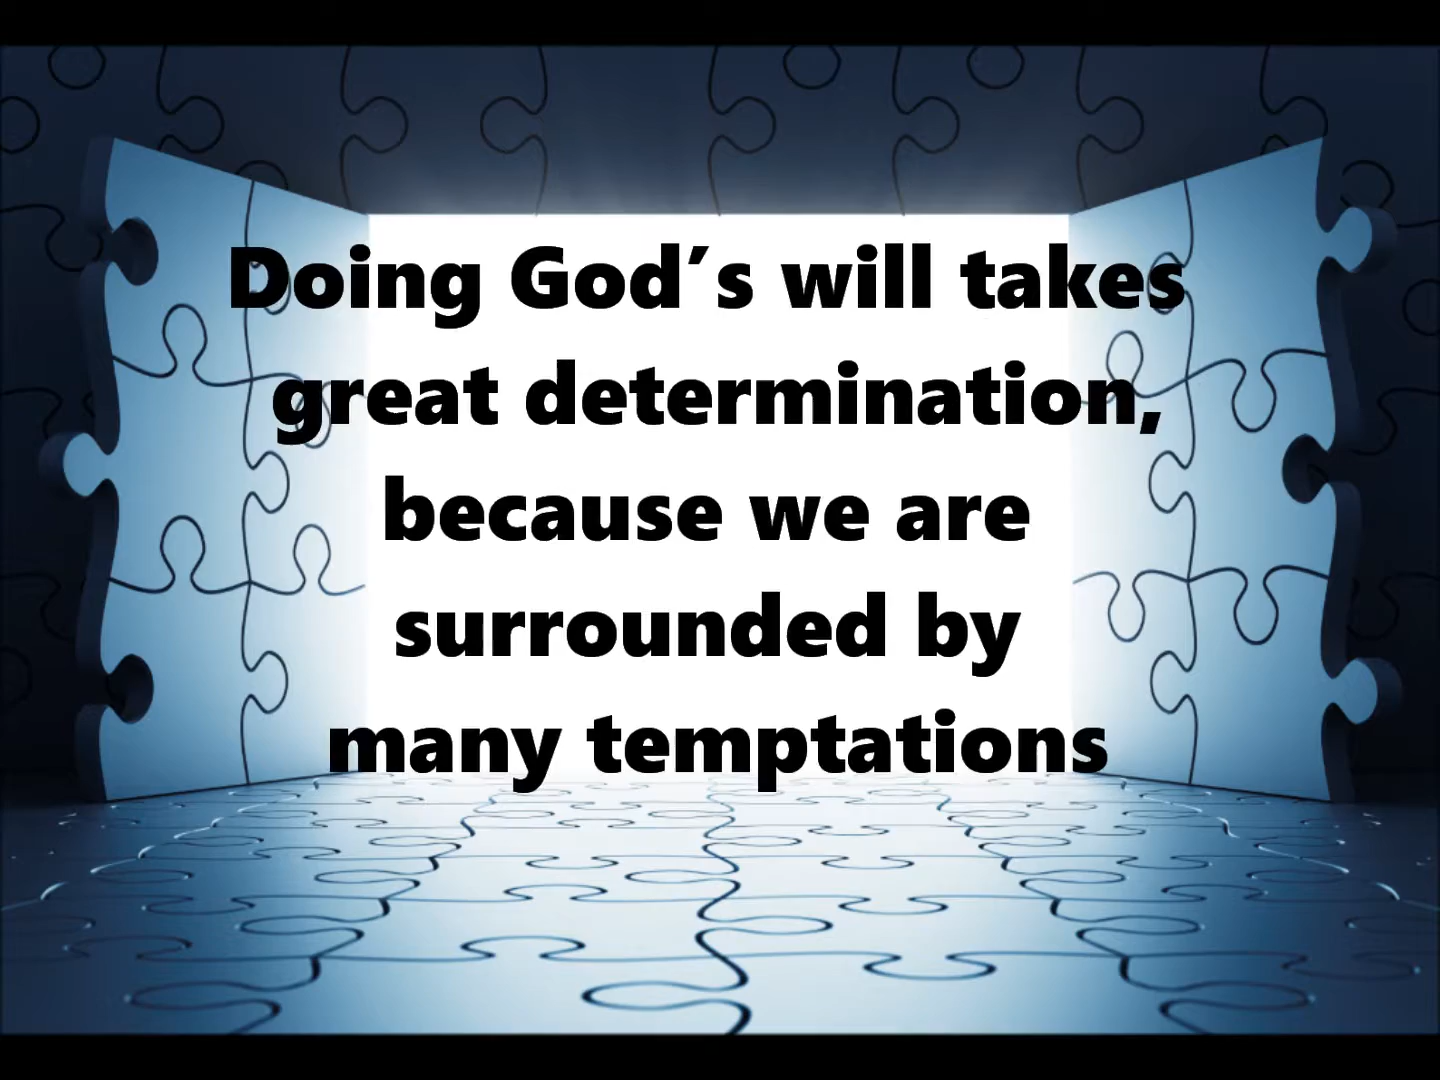 Doing God´s will takes
great determination,
because we are
surrounded by
many temptations